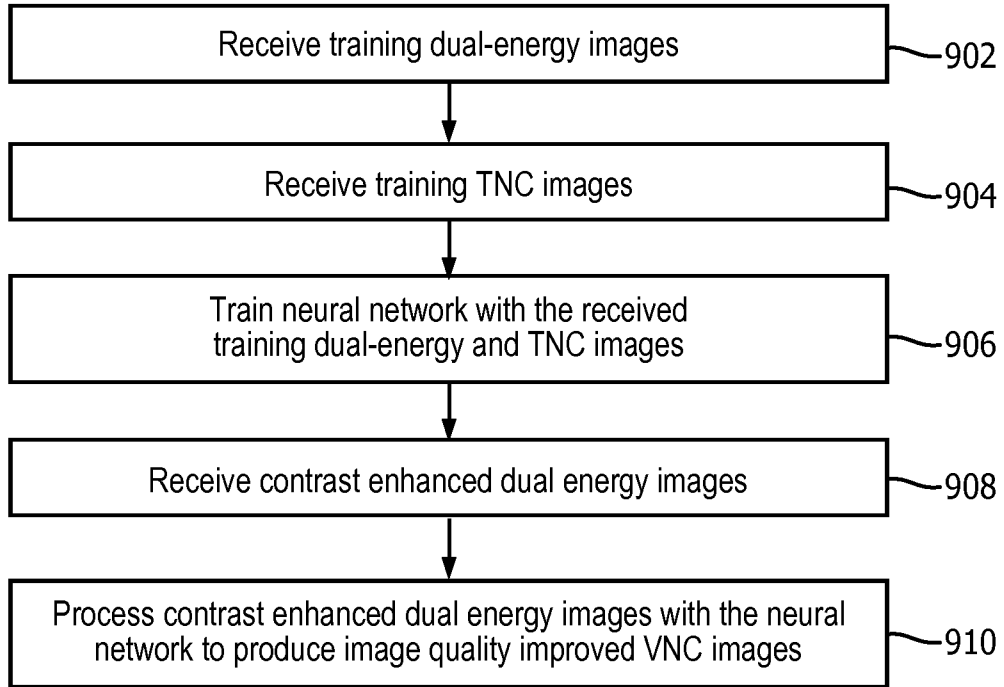 Receive training dual-energy images
902
Receive training TNC images
904
Train neural network with the received
training dual-energy and TNC images
906
Receive contrast enhanced dual energy images
908
Process contrast enhanced dual energy images with the neural
network to produce image quality improved VNC images
910